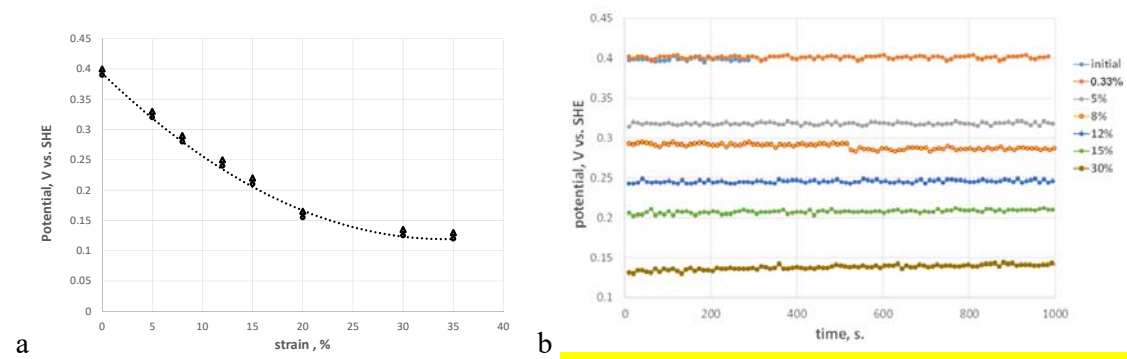 0.45
0.4
0.35
0.3
0.25
0.2
0.15
0.1
0.05
0
Potential, V vs. SHE
0 5 10 15 20 25 30 35 40
strain , %
a
0.45
0.4
0.35
0.3
0.25
0.2
0.15
0.1
potential, V vs. SHE
0 200 400 600 800 1000
time, s.
initial
0.33%
5%
8%
12%
15%
30%
b